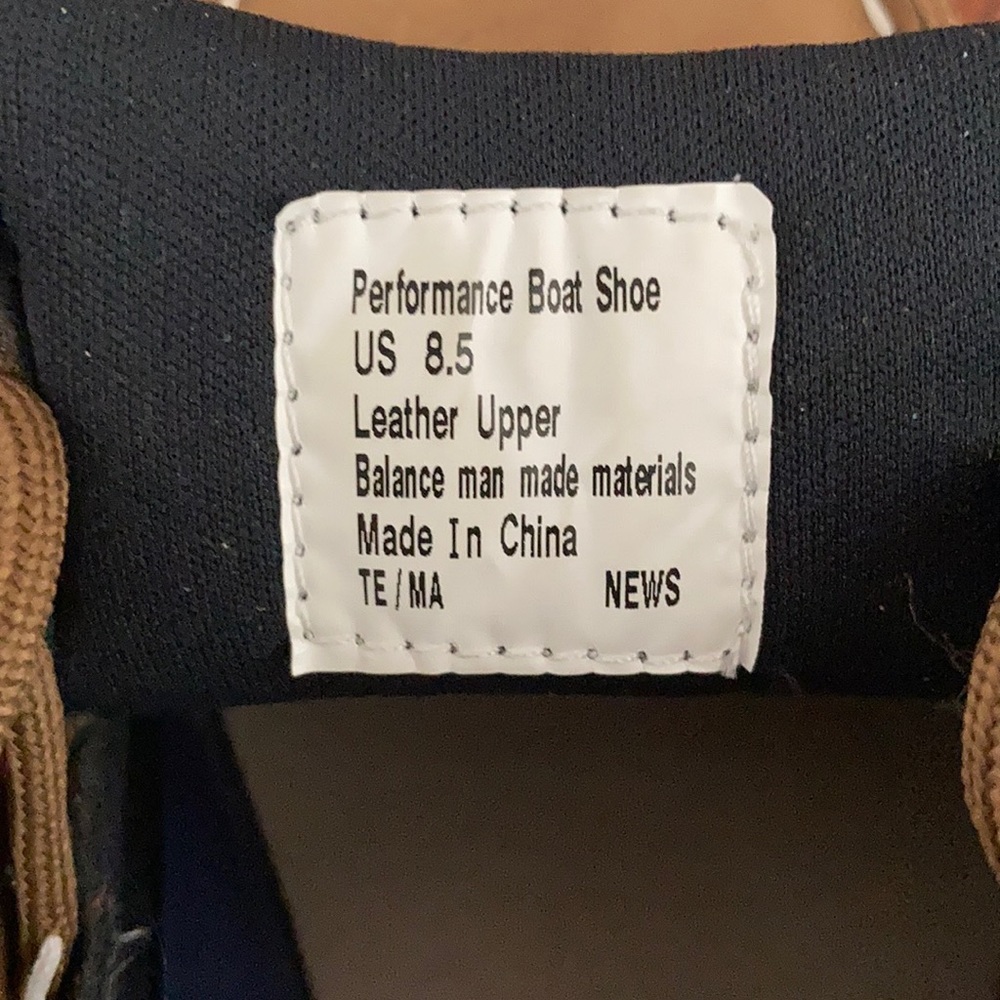 Performance Boat Shoe
US 8.5
Leather Upper
Balance man made materials
Made In China
TE/MA NEWS